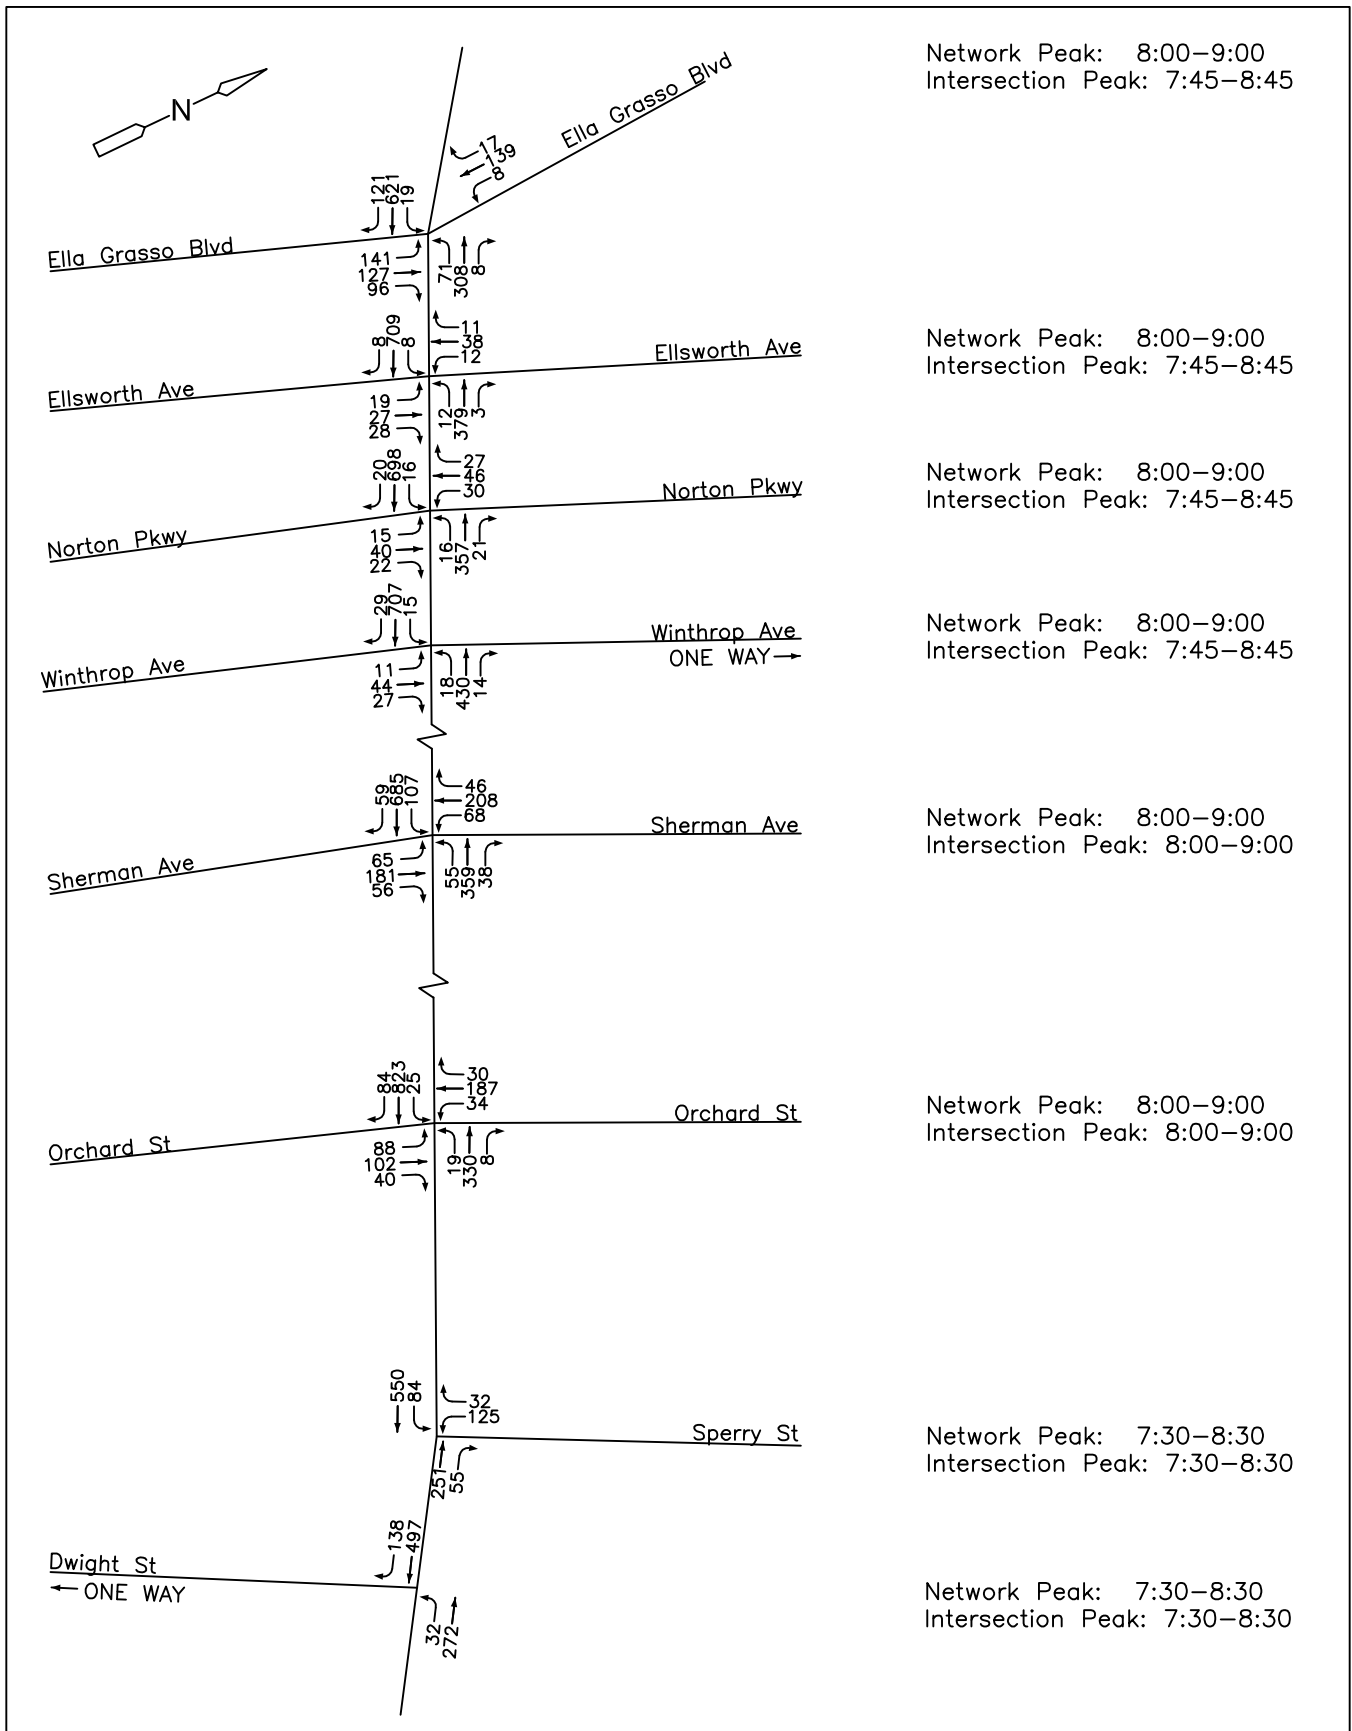 Network Peak: 8:00-9:00
Intersection Peak: 7:45-8:45
N
Ella Grasso Blvd
17
139
8
121
621
19
Ella Grasso Blvd
141
127
96
71
308
8
11
38
12
8
709
8
Ellsworth Ave
Network Peak: 8:00-9:00
Intersection Peak: 7:45-8:45
Ellsworth Ave
19
27
28
12
379
3
27
46
30
20
698
16
Norton Pkwy
Network Peak: 8:00-9:00
Intersection Peak: 7:45-8:45
Norton Pkwy
15
40
22
16
357
21
29
707
15
Winthrop Ave
ONE WAY
Network Peak: 8:00-9:00
Intersection Peak: 7:45-8:45
Winthrop Ave
11
44
27
18
430
14
46
208
68
59
685
107
Sherman Ave
Network Peak: 8:00-9:00
Intersection Peak: 8:00-9:00
Sherman Ave
65
181
56
55
359
38
30
187
34
84
823
25
Orchard St
Network Peak: 8:00-9:00
Intersection Peak: 8:00-9:00
Orchard St
88
102
40
19
330
8
550
84
32
125
Sperry St
Network Peak: 7:30-8:30
Intersection Peak: 7:30-8:30
251
55
138
497
Dwight St
ONE WAY
Network Peak: 7:30-8:30
Intersection Peak: 7:30-8:30
32
272